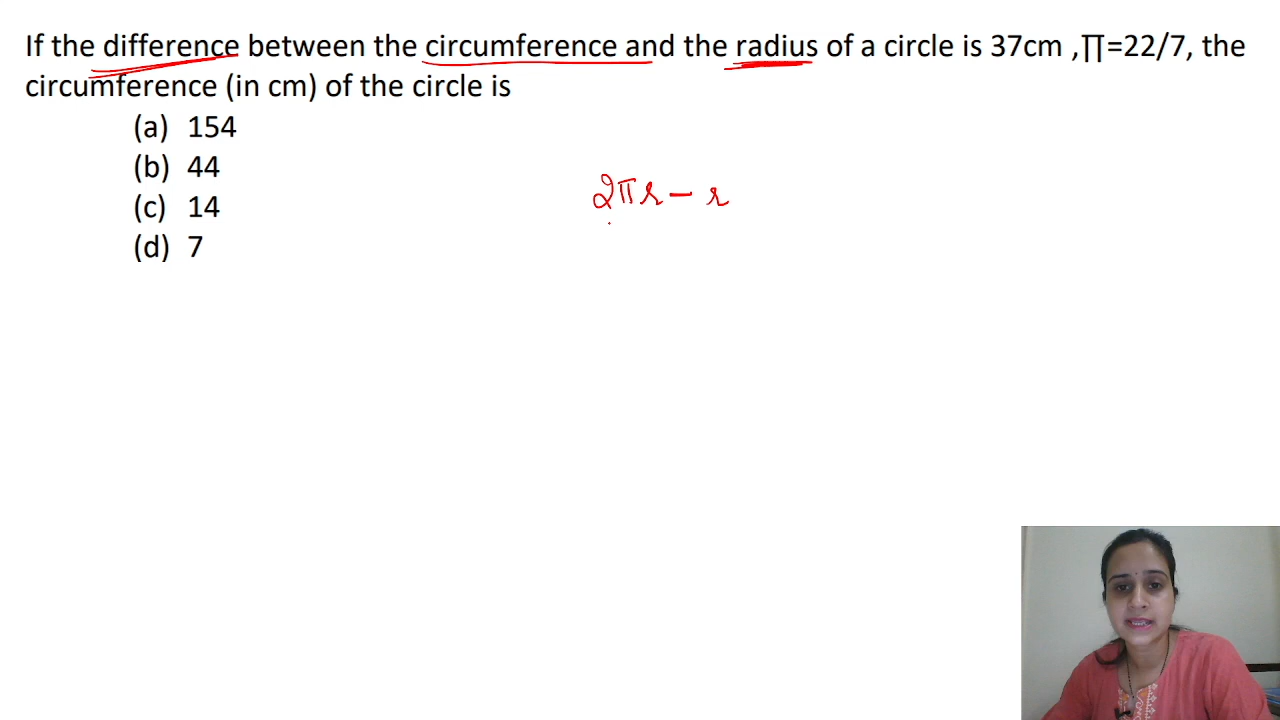 If the difference between the circumference and the radius of a circle is 37cm ,∏=22/7, the
circumference (in cm) of the circle is
(a) 154
(b) 44
(c) 14
(d) 7
2πr − r